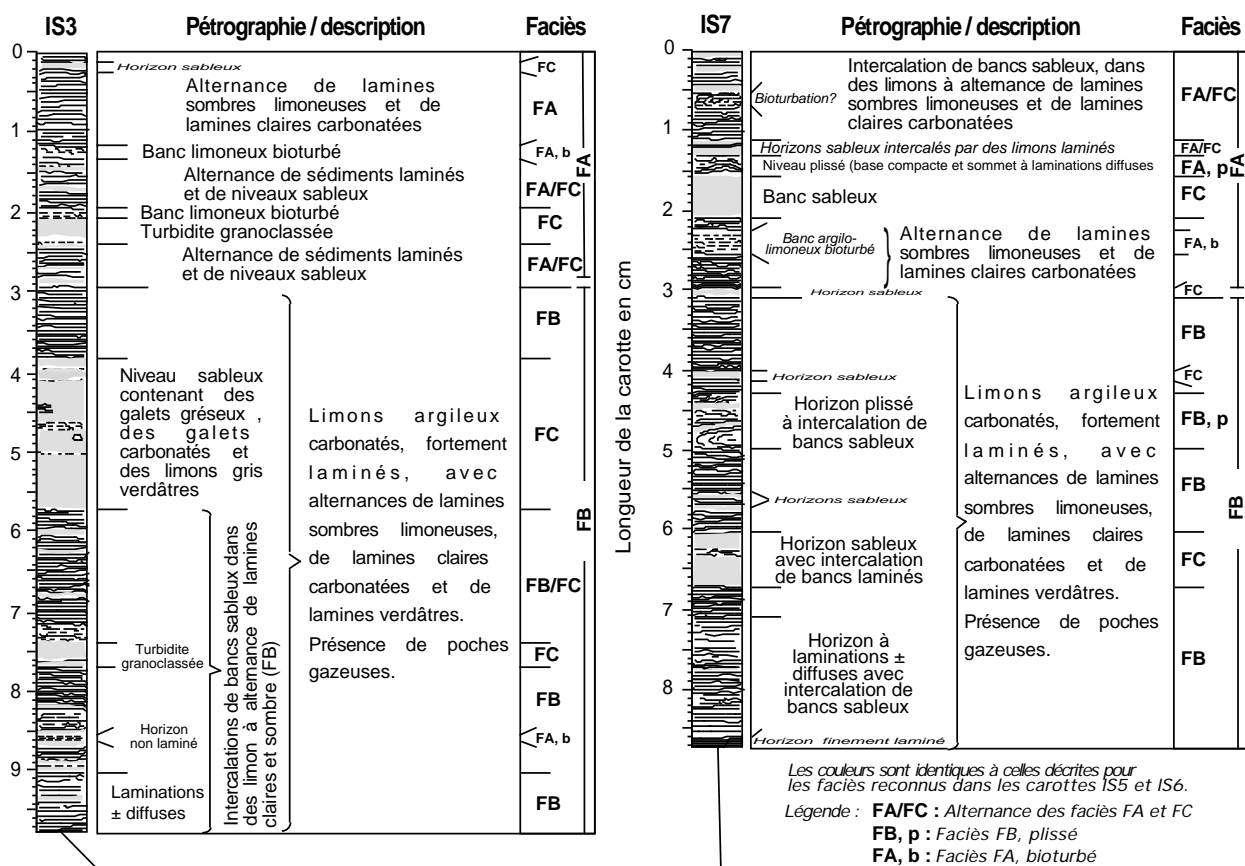 IS3
Pétrographie / description
Faciès
0
1
2
3
4
5
6
7
8
9
Horizon sableux
Alternance de lamines
sombres limoneuses et de
lamines claires carbonatées
Banc limoneux bioturbé
Alternance de sédiments laminés
et de niveaux sableux
Banc limoneux bioturbé
Turbidite granoclassée
Alternance de sédiments laminés
et de niveaux sableux
Niveau sableux
contenant des
galets gréseux ,
des galets
carbonatés et
des limons gris
verdâtres
Turbidite
granoclassée
Horizon
non laminé
Laminations
± diffuses
Intercalations de bancs sableux dans
des limon à alternance de lamines
claires et sombre (FB)
Limons argileux
carbonatés, fortement
laminés, avec
alternances de lamines
sombres limoneuses,
de lamines claires
carbonatées et de
lamines verdâtres.
Présence de poches
gazeuses.
FC
FA
FA, b
FA/FC
FC
FA/FC
FB
FC
FB/FC
FC
FB
FA, b
FB
FA
FB
Longueur de la carotte en cm
IS7
Pétrographie / description
Faciès
0
1
2
3
4
5
6
7
8
Bioturbation?
Intercalation de bancs sableux, dans
des limons à alternance de lamines
sombres limoneuses et de lamines
claires carbonatées
Horizons sableux intercalés par des limons laminés
Niveau plissé (base compacte et sommet à laminations diffuses
Banc sableux
Banc argilo-
limoneux bioturbé
Alternance de lamines
sombres limoneuses et de
lamines claires carbonatées
Horizon sableux
Horizon sableux
Horizon plissé
à intercalation de
bancs sableux
Horizons sableux
Horizon sableux
avec intercalation
de bancs laminés
Horizon à
laminations ±
diffuses avec
intercalation de
bancs sableux
Horizon finement laminé
Limons argileux
carbonatés, fortement
laminés, avec
alternances de lamines
sombres limoneuses,
de lamines claires
carbonatées et de
lamines verdâtres.
Présence de poches
gazeuses.
FA/FC
FA/FC
FA, p
FC
FA, b
FC
FB
FC
FB, p
FB
FC
FB
FA
FB
Les couleurs sont identiques à celles décrites pour
les faciès reconnus dans les carottes IS5 et IS6.
Légende : FA/FC : Alternance des faciès FA et FC
FB, p : Faciès FB, plissé
FA, b : Faciès FA, bioturbé